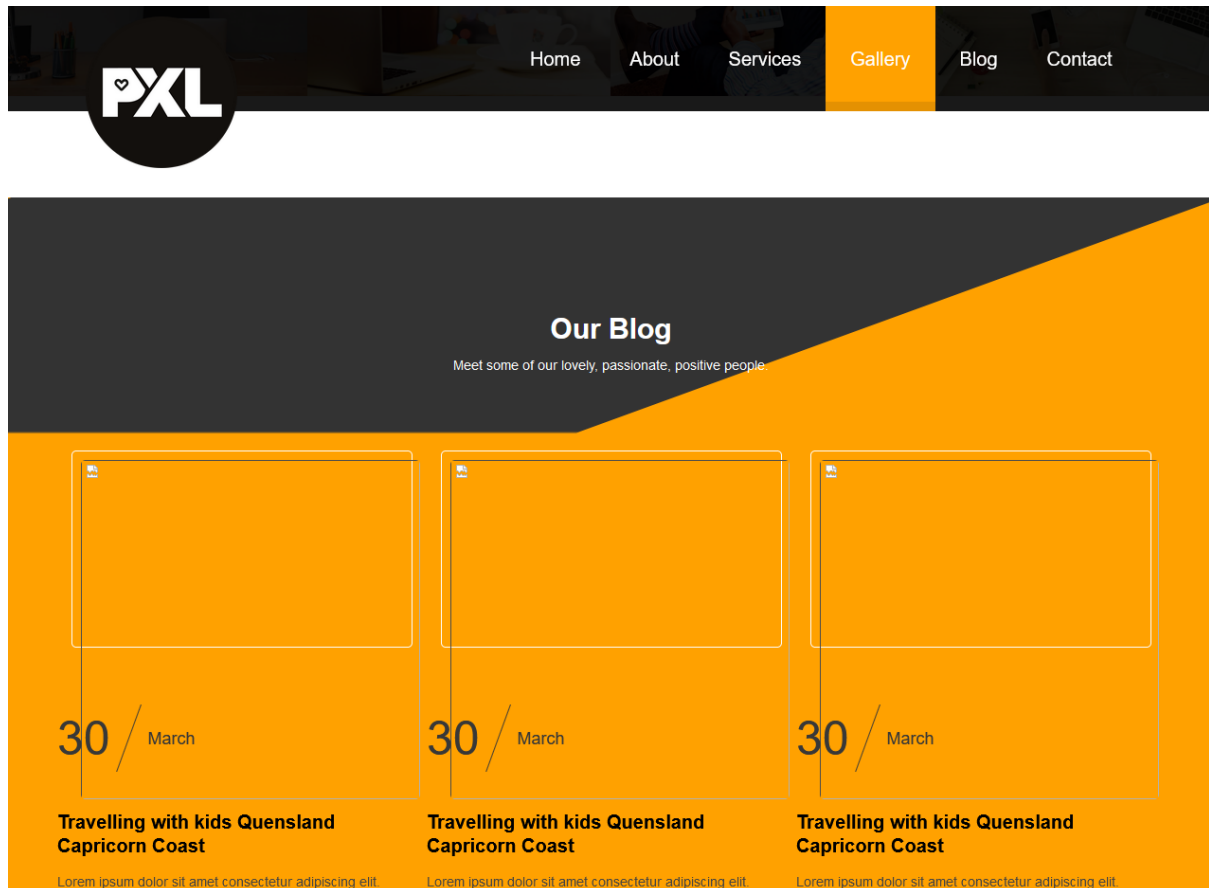 PXL
Home About Services Gallery Blog Contact
Our Blog
Meet some of our lovely, passionate, positive people.
30 March
30 March
30 March
Travelling with kids Quensland
Capricorn Coast
Travelling with kids Quensland
Capricorn Coast
Travelling with kids Quensland
Capricorn Coast
Lorem ipsum dolor sit amet consectetur adipiscing elit.
Lorem ipsum dolor sit amet consectetur adipiscing elit.
Lorem ipsum dolor sit amet consectetur adipiscing elit.